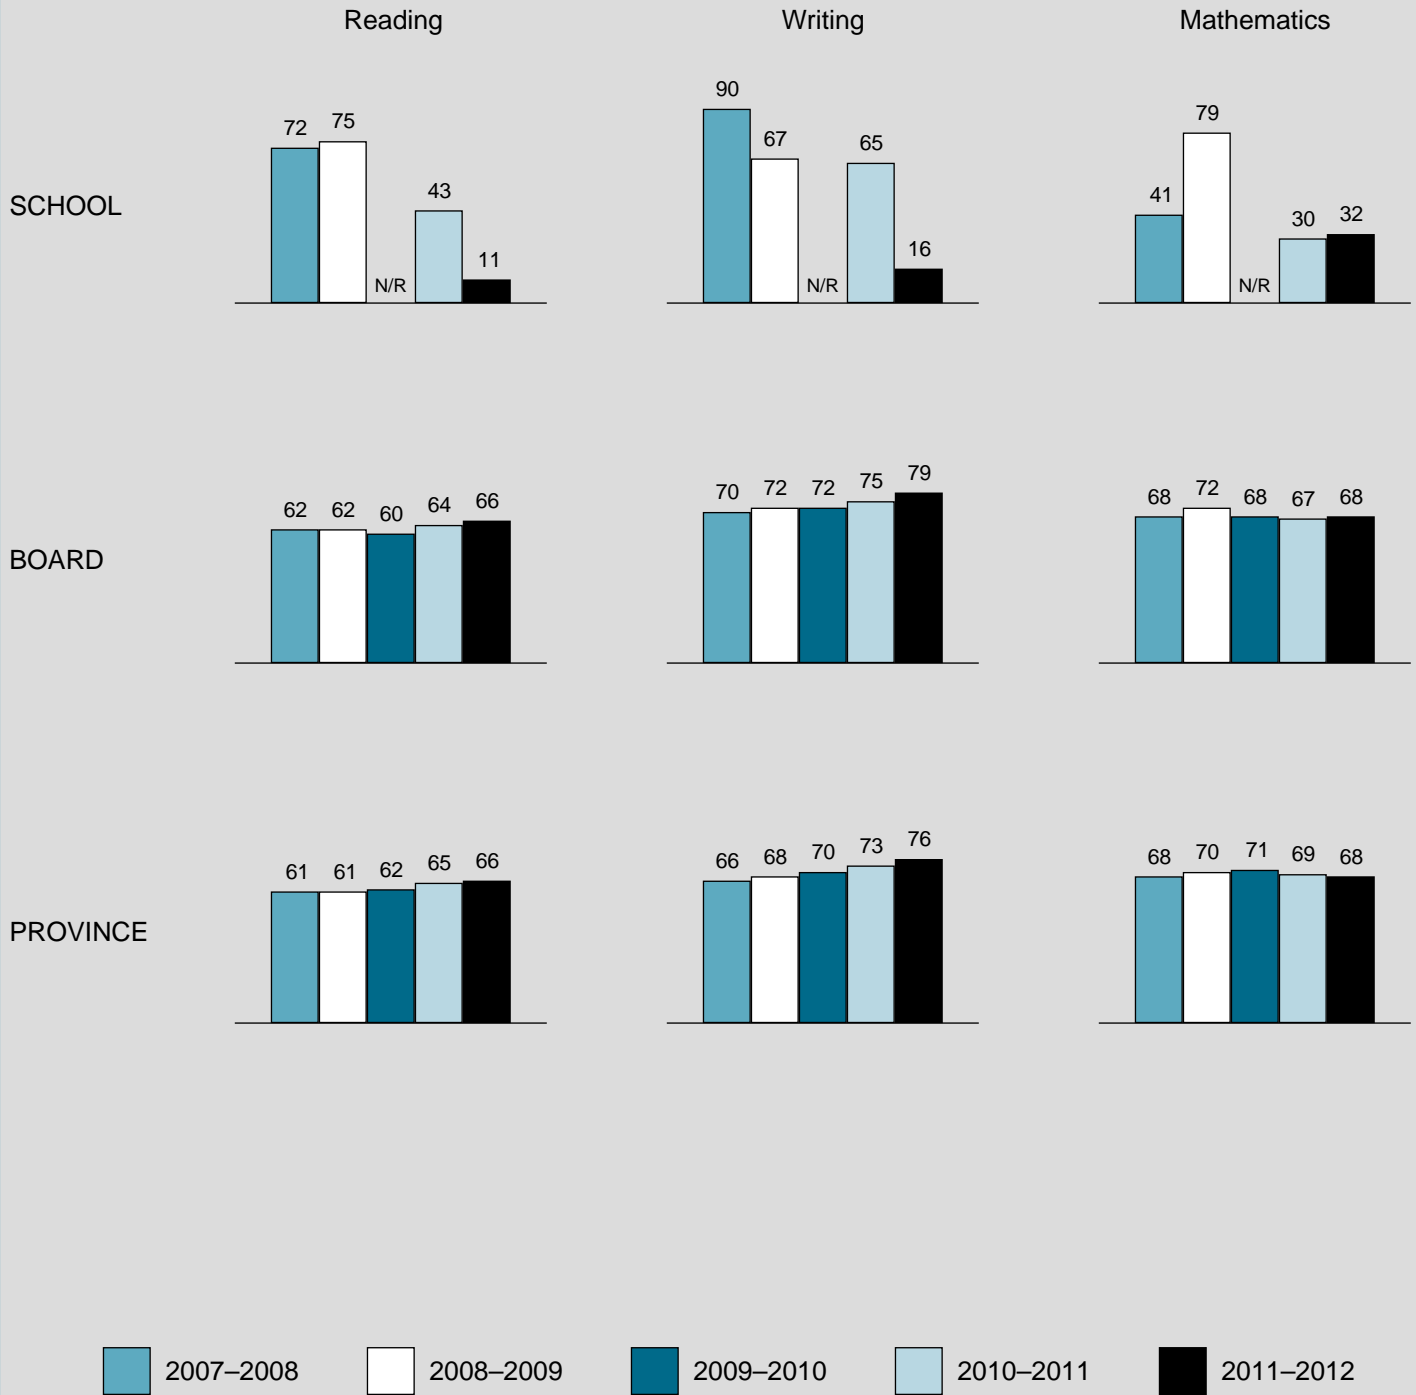 Reading Writing Mathematics
SCHOOL
72 75 N/R 43 11
90 67 N/R 65 16
41 79 N/R 30 32
BOARD
62 62 60 64 66
70 72 72 75 79
68 72 68 67 68
PROVINCE
61 61 62 65 66
66 68 70 73 76
68 70 71 69 68
2007–2008 2008–2009 2009–2010 2010–2011 2011–2012